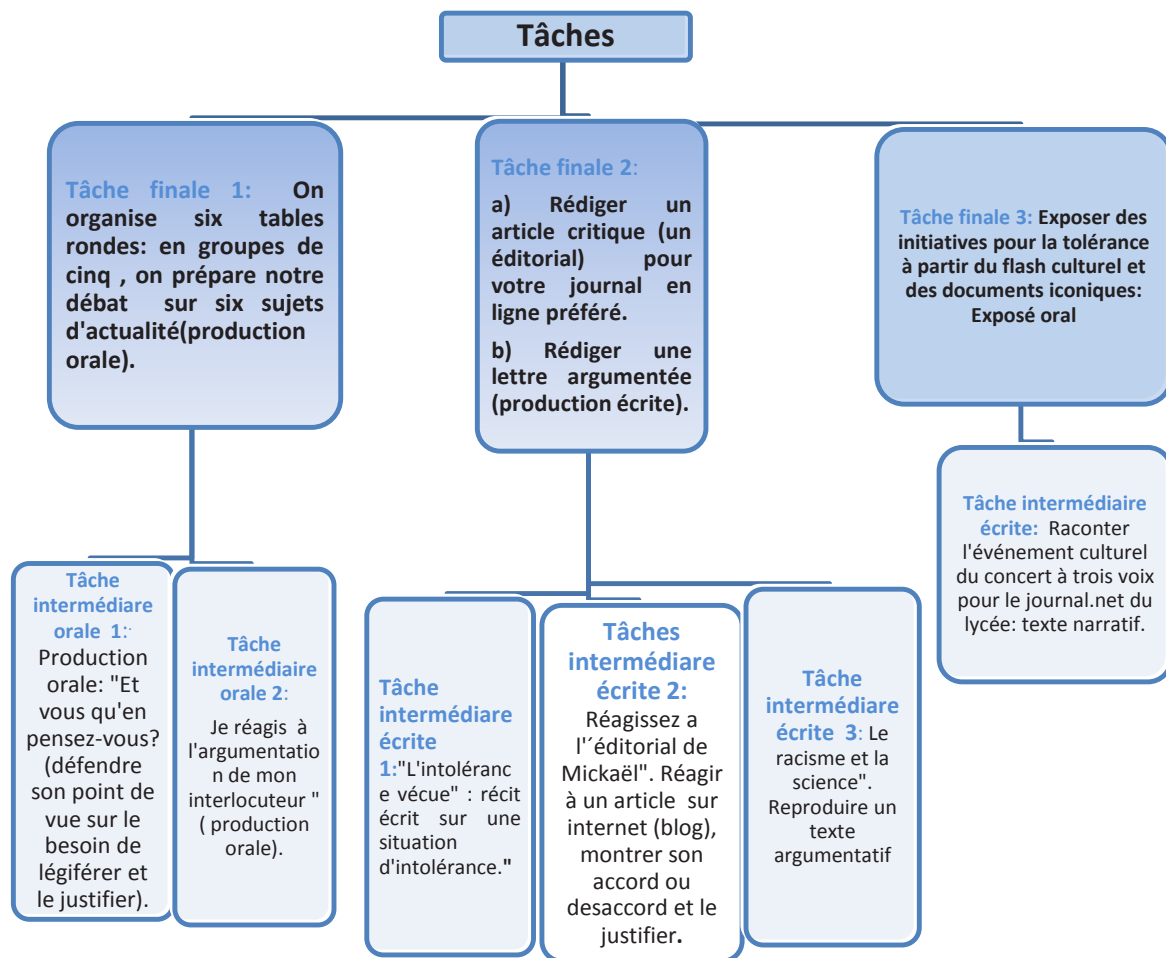 Tâches
Tâche finale 1: On
organise six tables
rondes: en groupes de
cinq , on prépare notre
débat sur six sujets
d'actualité(production
orale).
Tâche finale 2:
a) Rédiger un
article critique (un
éditorial) pour
votre journal en
ligne préféré.
b) Rédiger une
lettre argumentée
(production écrite).
Tâche finale 3: Exposer des
initiatives pour la tolérance
à partir du flash culturel et
des documents iconiques:
Exposé oral
Tâche
intermédiare
orale 1:·
Production
orale: "Et
vous qu'en
pensez-vous?
(défendre
son point de
vue sur le
besoin de
légiférer et
le justifier).
Tâche
intermédiaire
orale 2:
Je réagis à
l'argumentatio
n de mon
interlocuteur "
( production
orale).
Tâche
intermédiare
écrite
1:"L'intoléranc
e vécue" : récit
écrit sur une
situation
d'intolérance."
Tâches
intermédiare
écrite 2:
Réagissez a
l'´éditorial de
Mickaël". Réagir
à un article sur
internet (blog),
montrer son
accord ou
desaccord et le
justifier.
Tâche
intermédiare
écrite 3: Le
racisme et la
science".
Reproduire un
texte
argumentatif
Tâche intermédiaire
écrite: Raconter
l'événement culturel
du concert à trois voix
pour le journal.net du
lycée: texte narratif.